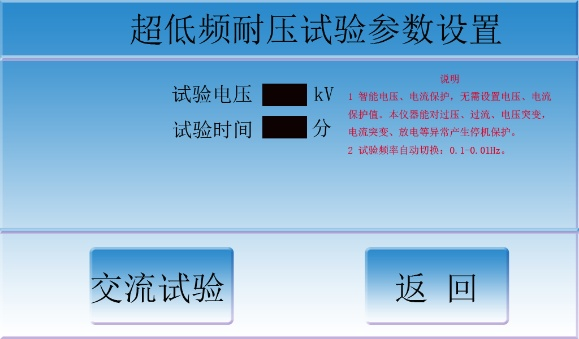 超低频耐压试验参数设置
试验电压 kV
试验时间 分
说明
1 智能电压、电流保护，无需设置电压、电流
保护值、本仪器能对过压、过流、电压突变，
电流突变、放电等异常产生停机保护。
2 试验频率自动切换：0.1-0.01Hz。
交流试验
返 回